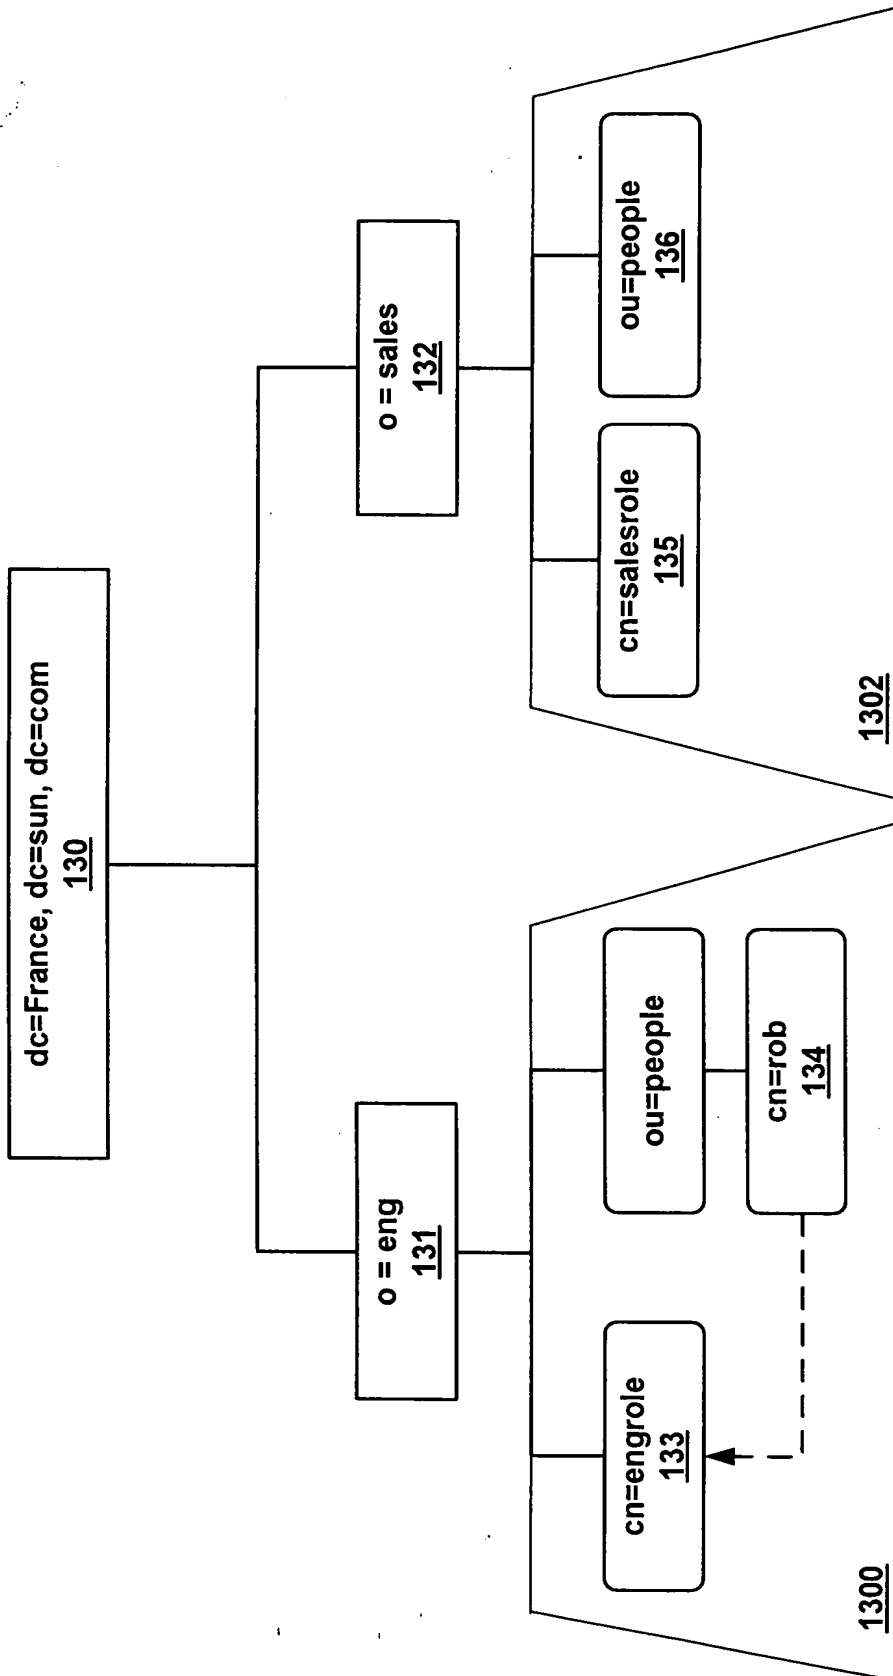 dc=France, dc=sun, dc=com
130
o = eng
131
o = sales
132
cn=engrole
133
ou=people
cn=rob
134
cn=salesrole
135
ou=people
136
1300
1302